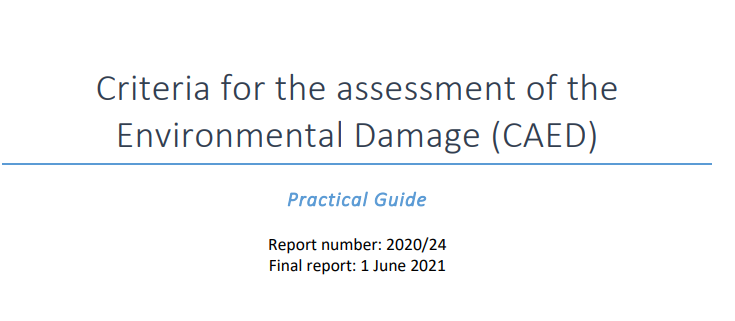 Criteria for the assessment of the
Environmental Damage (CAED)
Practical Guide
Report number: 2020/24
Final report: 1 June 2021